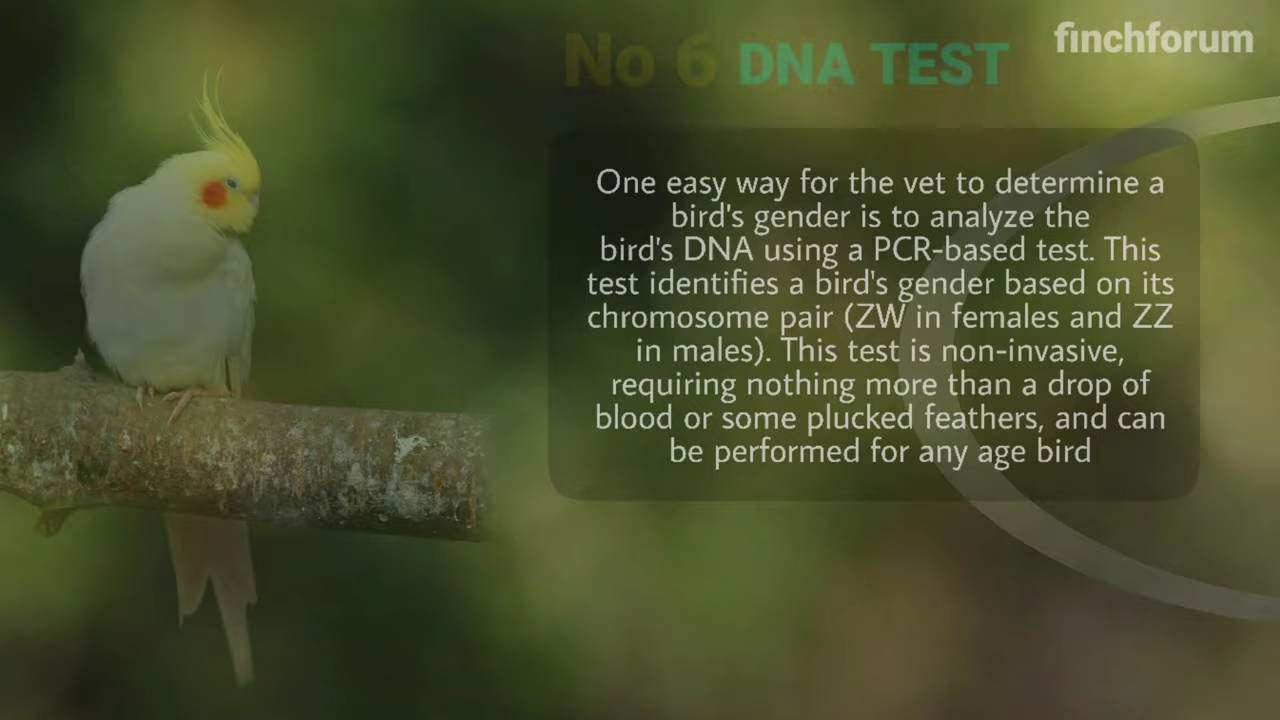 finchforum
No 6 DNA TEST
One easy way for the vet to determine a
bird's gender is to analyze the
bird's DNA using a PCR-based test. This
test identifies a bird's gender based on its
chromosome pair (ZW in females and ZZ
in males). This test is non-invasive,
requiring nothing more than a drop of
blood or some plucked feathers, and can
be performed for any age bird